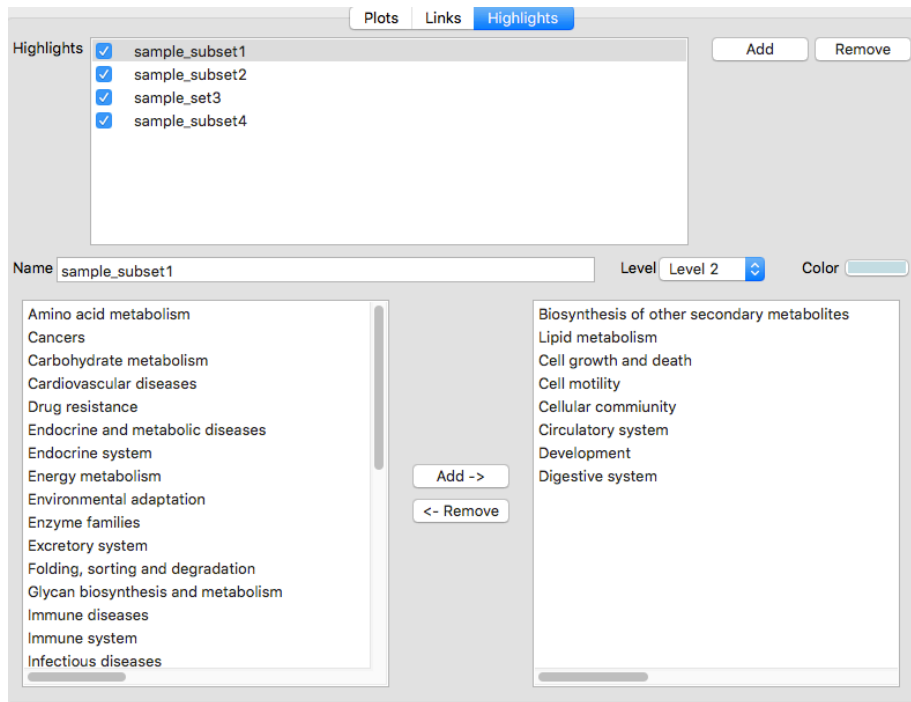 Plots Links Highlights
Highlights
sample_subset1
sample_subset2
sample_set3
sample_subset4
Add Remove
Name sample_subset1 Level Level 2 Color
Amino acid metabolism
Cancers
Carbohydrate metabolism
Cardiovascular diseases
Drug resistance
Endocrine and metabolic diseases
Endocrine system
Energy metabolism
Environmental adaptation
Enzyme families
Excretory system
Folding, sorting and degradation
Glycan biosynthesis and metabolism
Immune diseases
Immune system
Infectious diseases
Add ->
<- Remove
Biosynthesis of other secondary metabolites
Lipid metabolism
Cell growth and death
Cell motility
Cellular commiunity
Circulatory system
Development
Digestive system